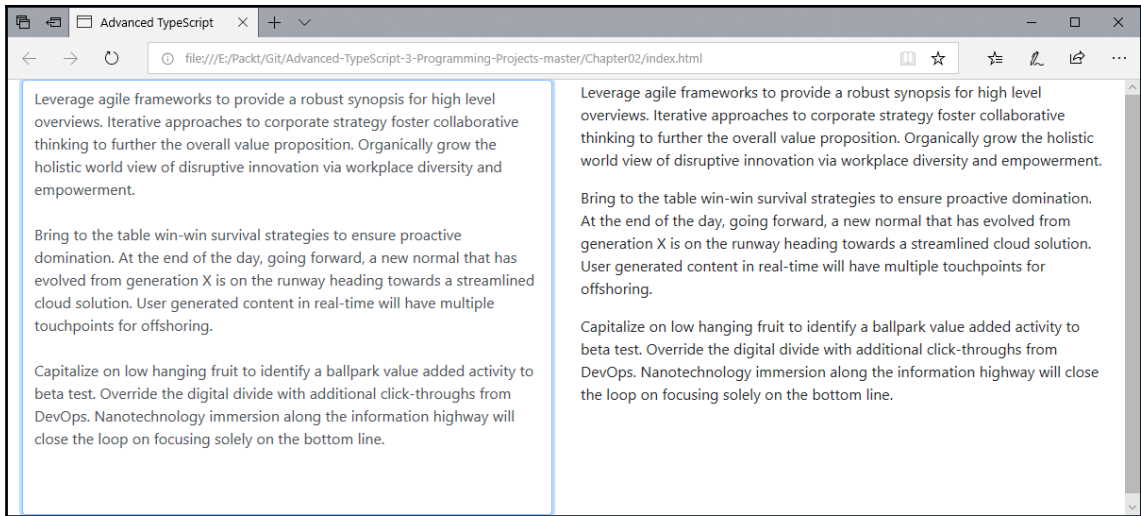 Advanced TypeScript
file:///E:/Packt/Git/Advanced-TypeScript-3-Programming-Projects-master/Chapter02/index.html
Leverage agile frameworks to provide a robust synopsis for high level
overviews. Iterative approaches to corporate strategy foster collaborative
thinking to further the overall value proposition. Organically grow the
holistic world view of disruptive innovation via workplace diversity and
empowerment.
Bring to the table win-win survival strategies to ensure proactive
domination. At the end of the day, going forward, a new normal that has
evolved from generation X is on the runway heading towards a streamlined
cloud solution. User generated content in real-time will have multiple
touchpoints for offshoring.
Capitalize on low hanging fruit to identify a ballpark value added activity to
beta test. Override the digital divide with additional click-throughs from
DevOps. Nanotechnology immersion along the information highway will
close the loop on focusing solely on the bottom line.
Leverage agile frameworks to provide a robust synopsis for high level
overviews. Iterative approaches to corporate strategy foster collaborative
thinking to further the overall value proposition. Organically grow the holistic
world view of disruptive innovation via workplace diversity and empowerment.
Bring to the table win-win survival strategies to ensure proactive domination.
At the end of the day, going forward, a new normal that has evolved from
generation X is on the runway heading towards a streamlined cloud solution.
User generated content in real-time will have multiple touchpoints for
offshoring.
Capitalize on low hanging fruit to identify a ballpark value added activity to
beta test. Override the digital divide with additional click-throughs from
DevOps. Nanotechnology immersion along the information highway will close
the loop on focusing solely on the bottom line.